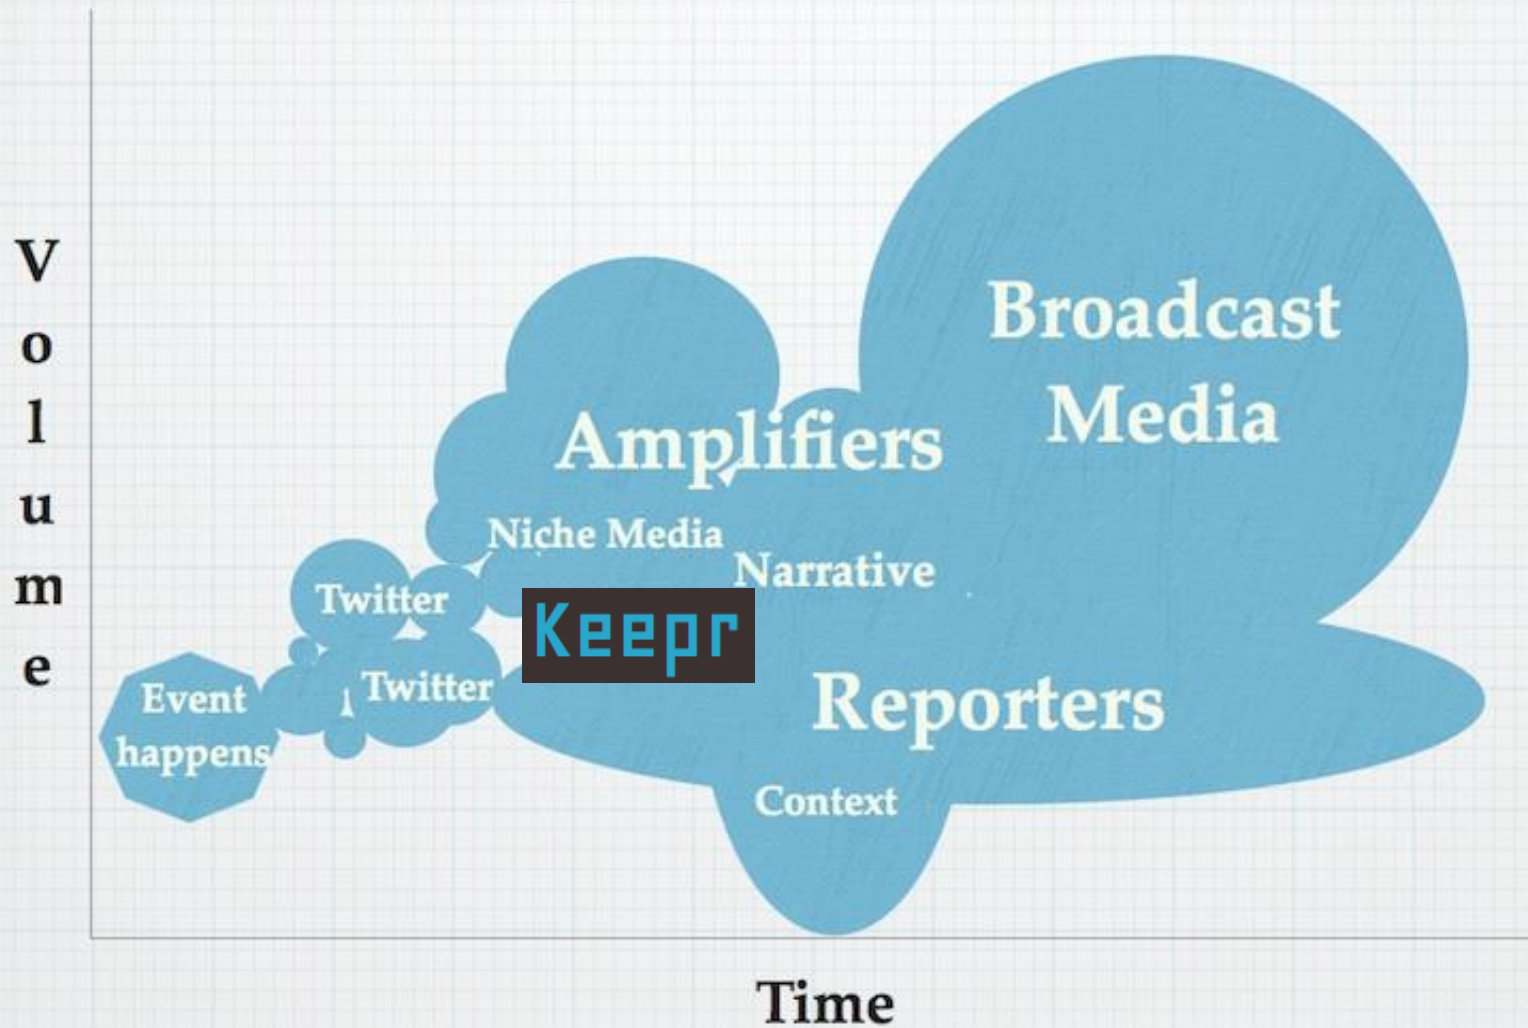 Volume
Broadcast
Media
Amplifiers
Niche Media
Narrative
Twitter
Keepr
Twitter
Reporters
Event
happens
Context
Time